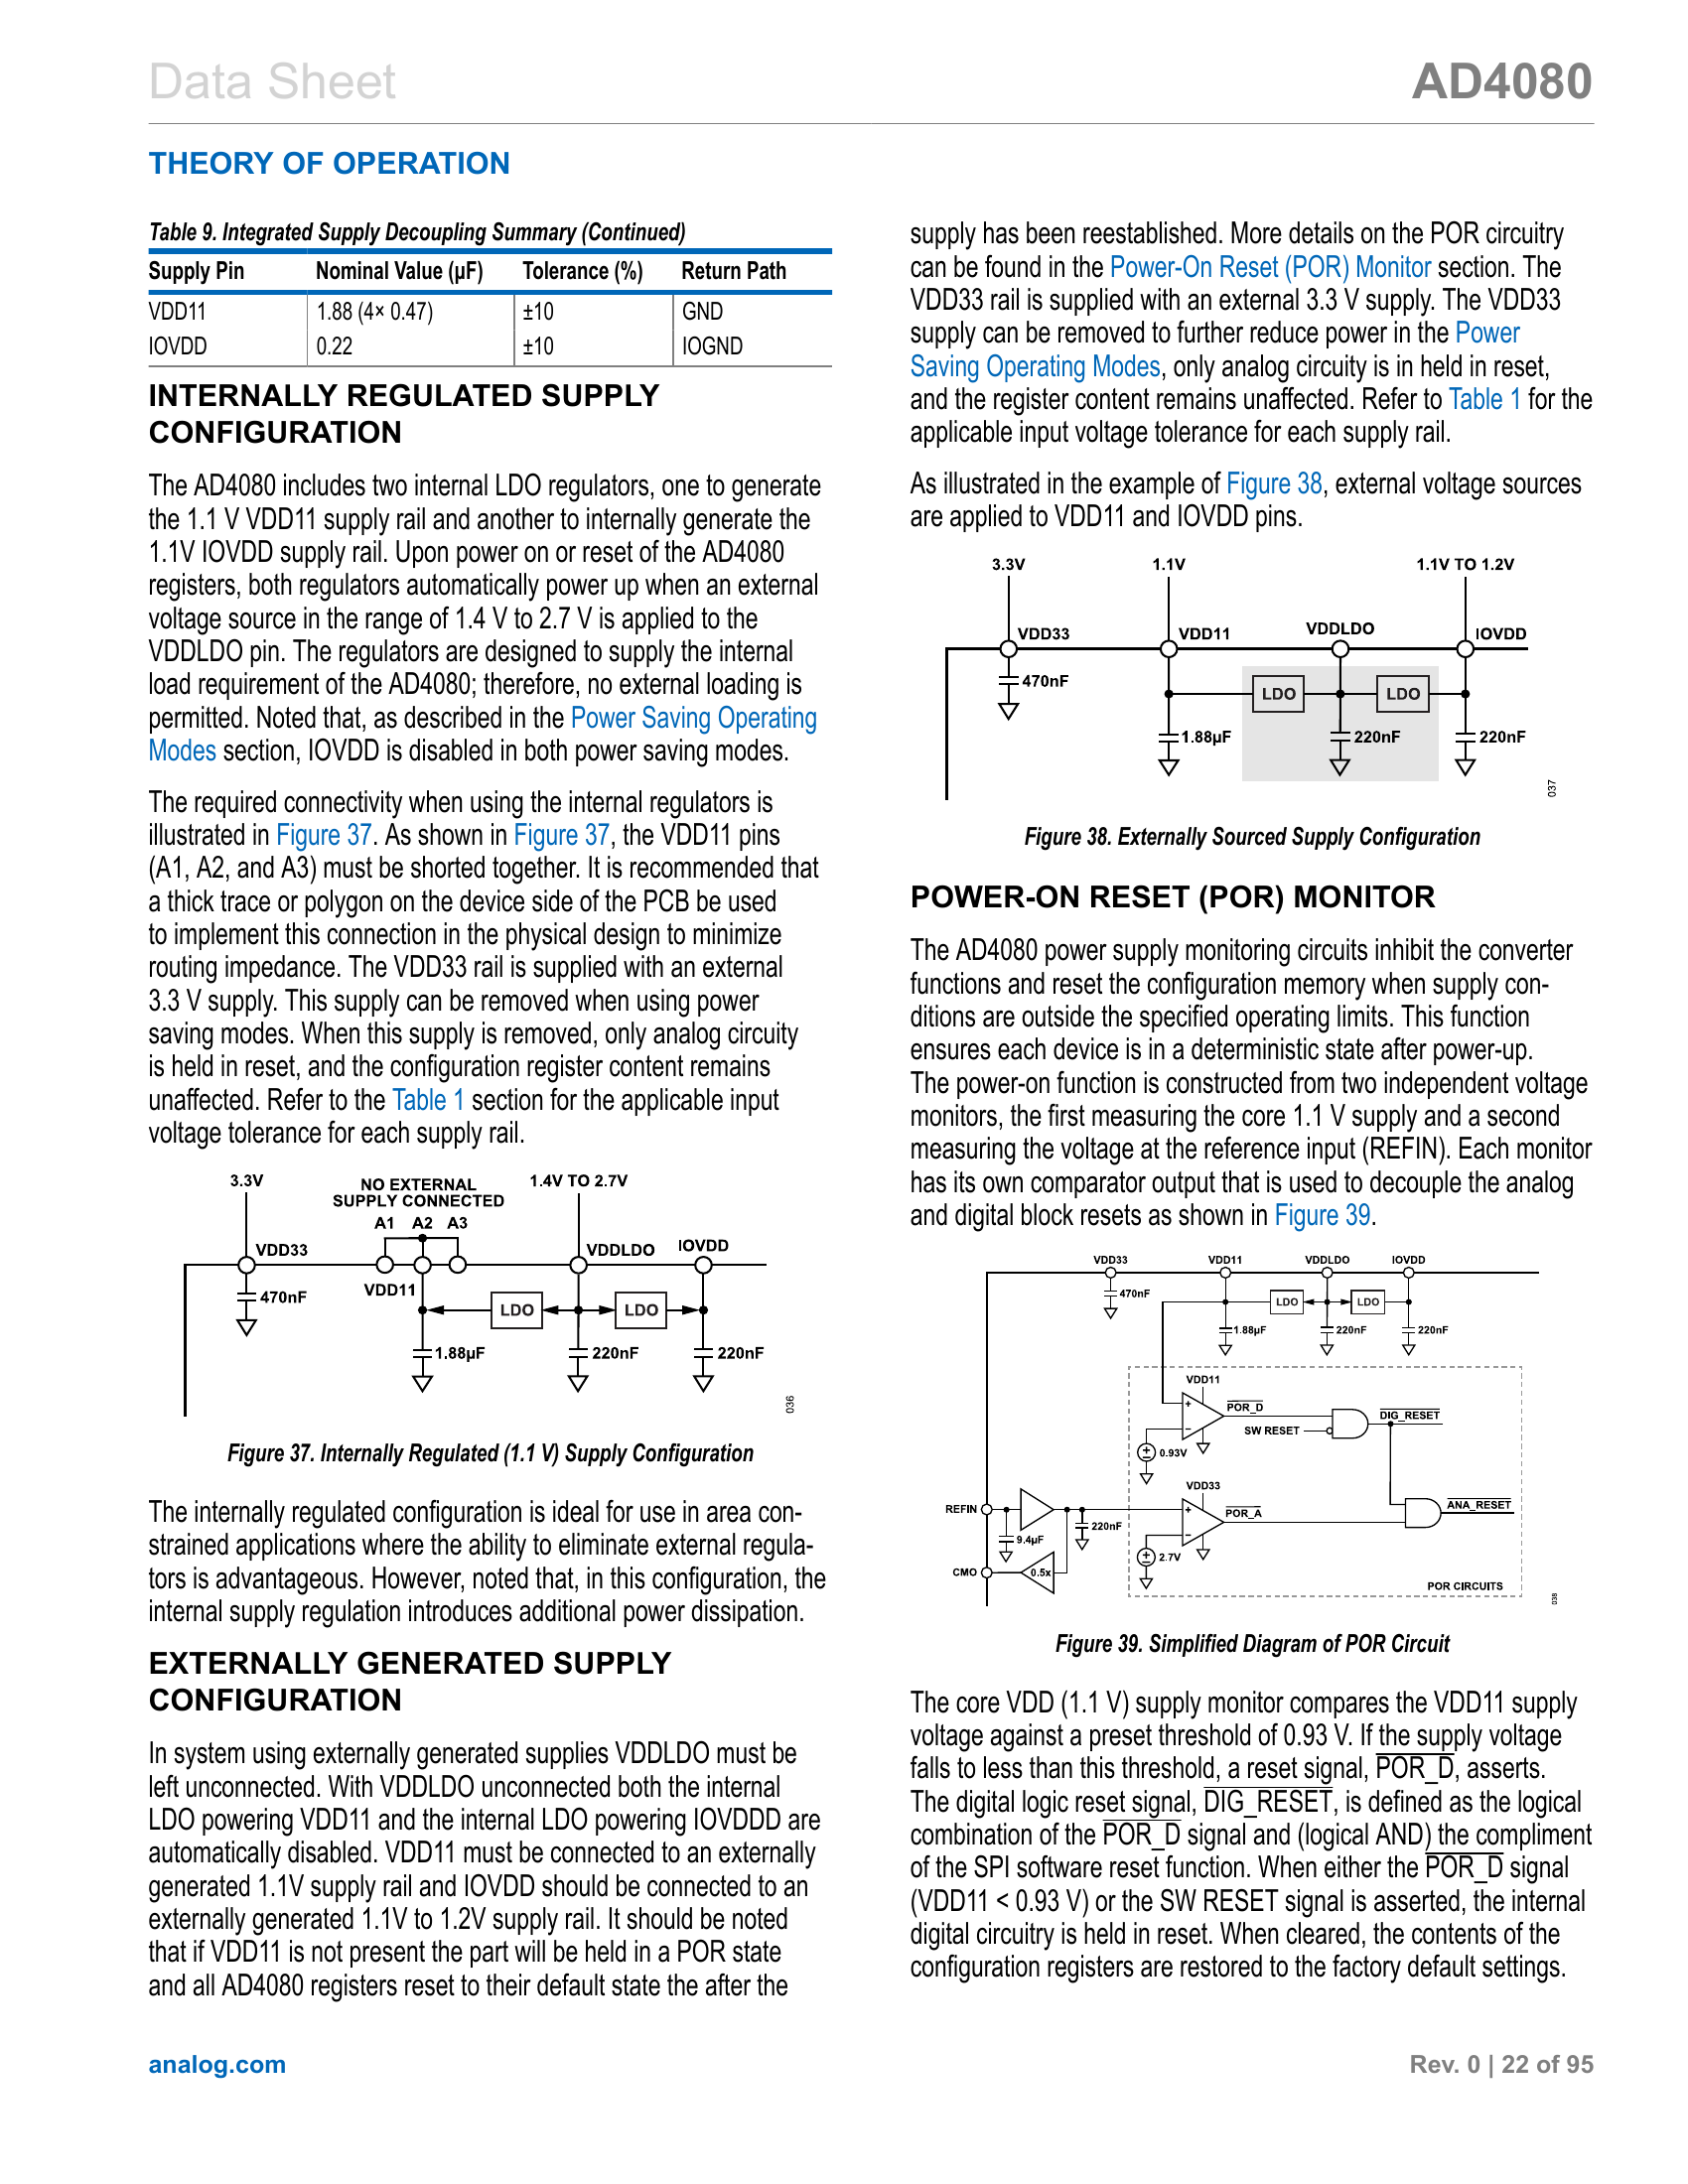 Data Sheet
AD4080
THEORY OF OPERATION
Table 9. Integrated Supply Decoupling Summary (Continued)
Supply Pin Nominal Value (µF) Tolerance (%) Return Path
VDD11 1.88 (4× 0.47) ±10 GND
IOVDD 0.22 ±10 IOGND
INTERNALLY REGULATED SUPPLY
CONFIGURATION
The AD4080 includes two internal LDO regulators, one to generate
the 1.1 V VDD11 supply rail and another to internally generate the
1.1V IOVDD supply rail. Upon power on or reset of the AD4080
registers, both regulators automatically power up when an external
voltage source in the range of 1.4 V to 2.7 V is applied to the
VDDLDO pin. The regulators are designed to supply the internal
load requirement of the AD4080; therefore, no external loading is
permitted. Noted that, as described in the Power Saving Operating
Modes section, IOVDD is disabled in both power saving modes.
The required connectivity when using the internal regulators is
illustrated in Figure 37. As shown in Figure 37, the VDD11 pins
(A1, A2, and A3) must be shorted together. It is recommended that
a thick trace or polygon on the device side of the PCB be used
to implement this connection in the physical design to minimize
routing impedance. The VDD33 rail is supplied with an external
3.3 V supply. This supply can be removed when using power
saving modes. When this supply is removed, only analog circuity
is held in reset, and the configuration register content remains
unaffected. Refer to the Table 1 section for the applicable input
voltage tolerance for each supply rail.
3.3V NO EXTERNAL 1.4V TO 2.7V
SUPPLY CONNECTED
A1 A2 A3
VDD33 VDDLDO IOVDD
VDD11
470nF LDO LDO
1.88µF 220nF 220nF
036
Figure 37. Internally Regulated (1.1 V) Supply Configuration
The internally regulated configuration is ideal for use in area con-
strained applications where the ability to eliminate external regula-
tors is advantageous. However, noted that, in this configuration, the
internal supply regulation introduces additional power dissipation.
EXTERNALLY GENERATED SUPPLY
CONFIGURATION
In system using externally generated supplies VDDLDO must be
left unconnected. With VDDLDO unconnected both the internal
LDO powering VDD11 and the internal LDO powering IOVDDD are
automatically disabled. VDD11 must be connected to an externally
generated 1.1V supply rail and IOVDD should be connected to an
externally generated 1.1V to 1.2V supply rail. It should be noted
that if VDD11 is not present the part will be held in a POR state
and all AD4080 registers reset to their default state the after the
supply has been reestablished. More details on the POR circuitry
can be found in the Power-On Reset (POR) Monitor section. The
VDD33 rail is supplied with an external 3.3 V supply. The VDD33
supply can be removed to further reduce power in the Power
Saving Operating Modes, only analog circuity is in held in reset,
and the register content remains unaffected. Refer to Table 1 for the
applicable input voltage tolerance for each supply rail.
As illustrated in the example of Figure 38, external voltage sources
are applied to VDD11 and IOVDD pins.
3.3V 1.1V 1.1V TO 1.2V
VDD33 VDD11 VDDLDO IOVDD
470nF LDO LDO
1.88µF 220nF 220nF
037
Figure 38. Externally Sourced Supply Configuration
POWER-ON RESET (POR) MONITOR
The AD4080 power supply monitoring circuits inhibit the converter
functions and reset the configuration memory when supply con-
ditions are outside the specified operating limits. This function
ensures each device is in a deterministic state after power-up.
The power-on function is constructed from two independent voltage
monitors, the first measuring the core 1.1 V supply and a second
measuring the voltage at the reference input (REFIN). Each monitor
has its own comparator output that is used to decouple the analog
and digital block resets as shown in Figure 39.
VDD33 VDD11 VDDLDO IOVDD
470nF LDO LDO
1.88µF 220nF 220nF
VDD11
+ POR_D DIG_RESET
− SW RESET
0.93V
VDD33
REFIN + POR_A ANA_RESET
220nF −
9.4µF
2.7V
CMO 0.5x
POR CIRCUITS
038
Figure 39. Simplified Diagram of POR Circuit
The core VDD (1.1 V) supply monitor compares the VDD11 supply
voltage against a preset threshold of 0.93 V. If the supply voltage
falls to less than this threshold, a reset signal, POR_D, asserts.
The digital logic reset signal, DIG_RESET, is defined as the logical
combination of the POR_D signal and (logical AND) the compliment
of the SPI software reset function. When either the POR_D signal
(VDD11 < 0.93 V) or the SW RESET signal is asserted, the internal
digital circuitry is held in reset. When cleared, the contents of the
configuration registers are restored to the factory default settings.
analog.com
Rev. 0 | 22 of 95